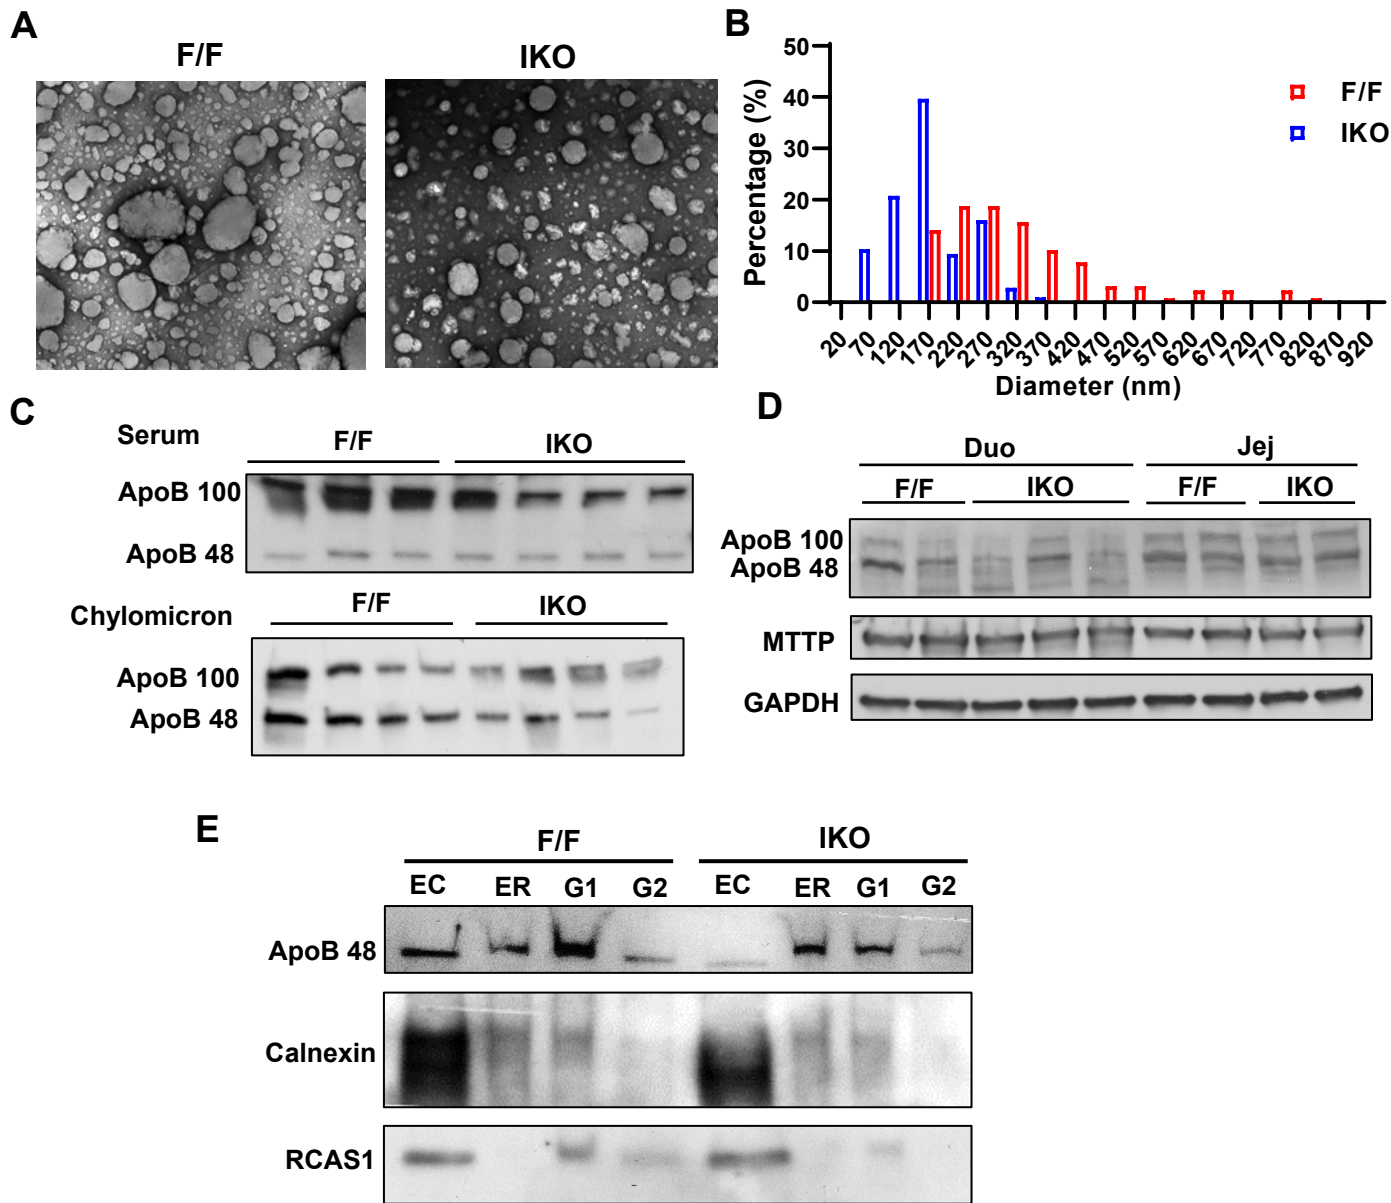 A
F/F
IKO
B
50
40
30
20
10
0
Percentage (%)
F/F
IKO
20 70 120 170 220 270 320 370 420 470 520 570 620 670 720 770 820 870 920
Diameter (nm)
C
Serum
F/F
IKO
ApoB 100
ApoB 48
Chylomicron
F/F
IKO
ApoB 100
ApoB 48
D
Duo
Jej
F/F
IKO
F/F
IKO
ApoB 100
ApoB 48
MTTP
GAPDH
E
F/F
IKO
EC ER G1 G2 EC ER G1 G2
ApoB 48
Calnexin
RCAS1